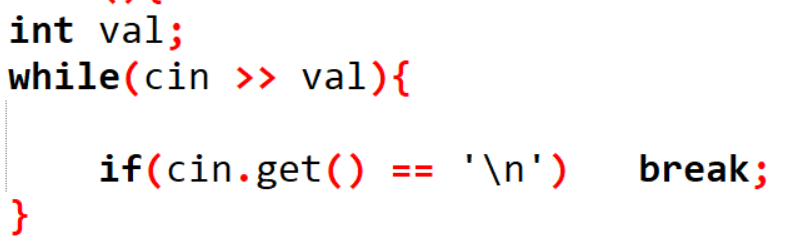 int val;
while(cin >> val){
if(cin.get() == '\n') break;
}